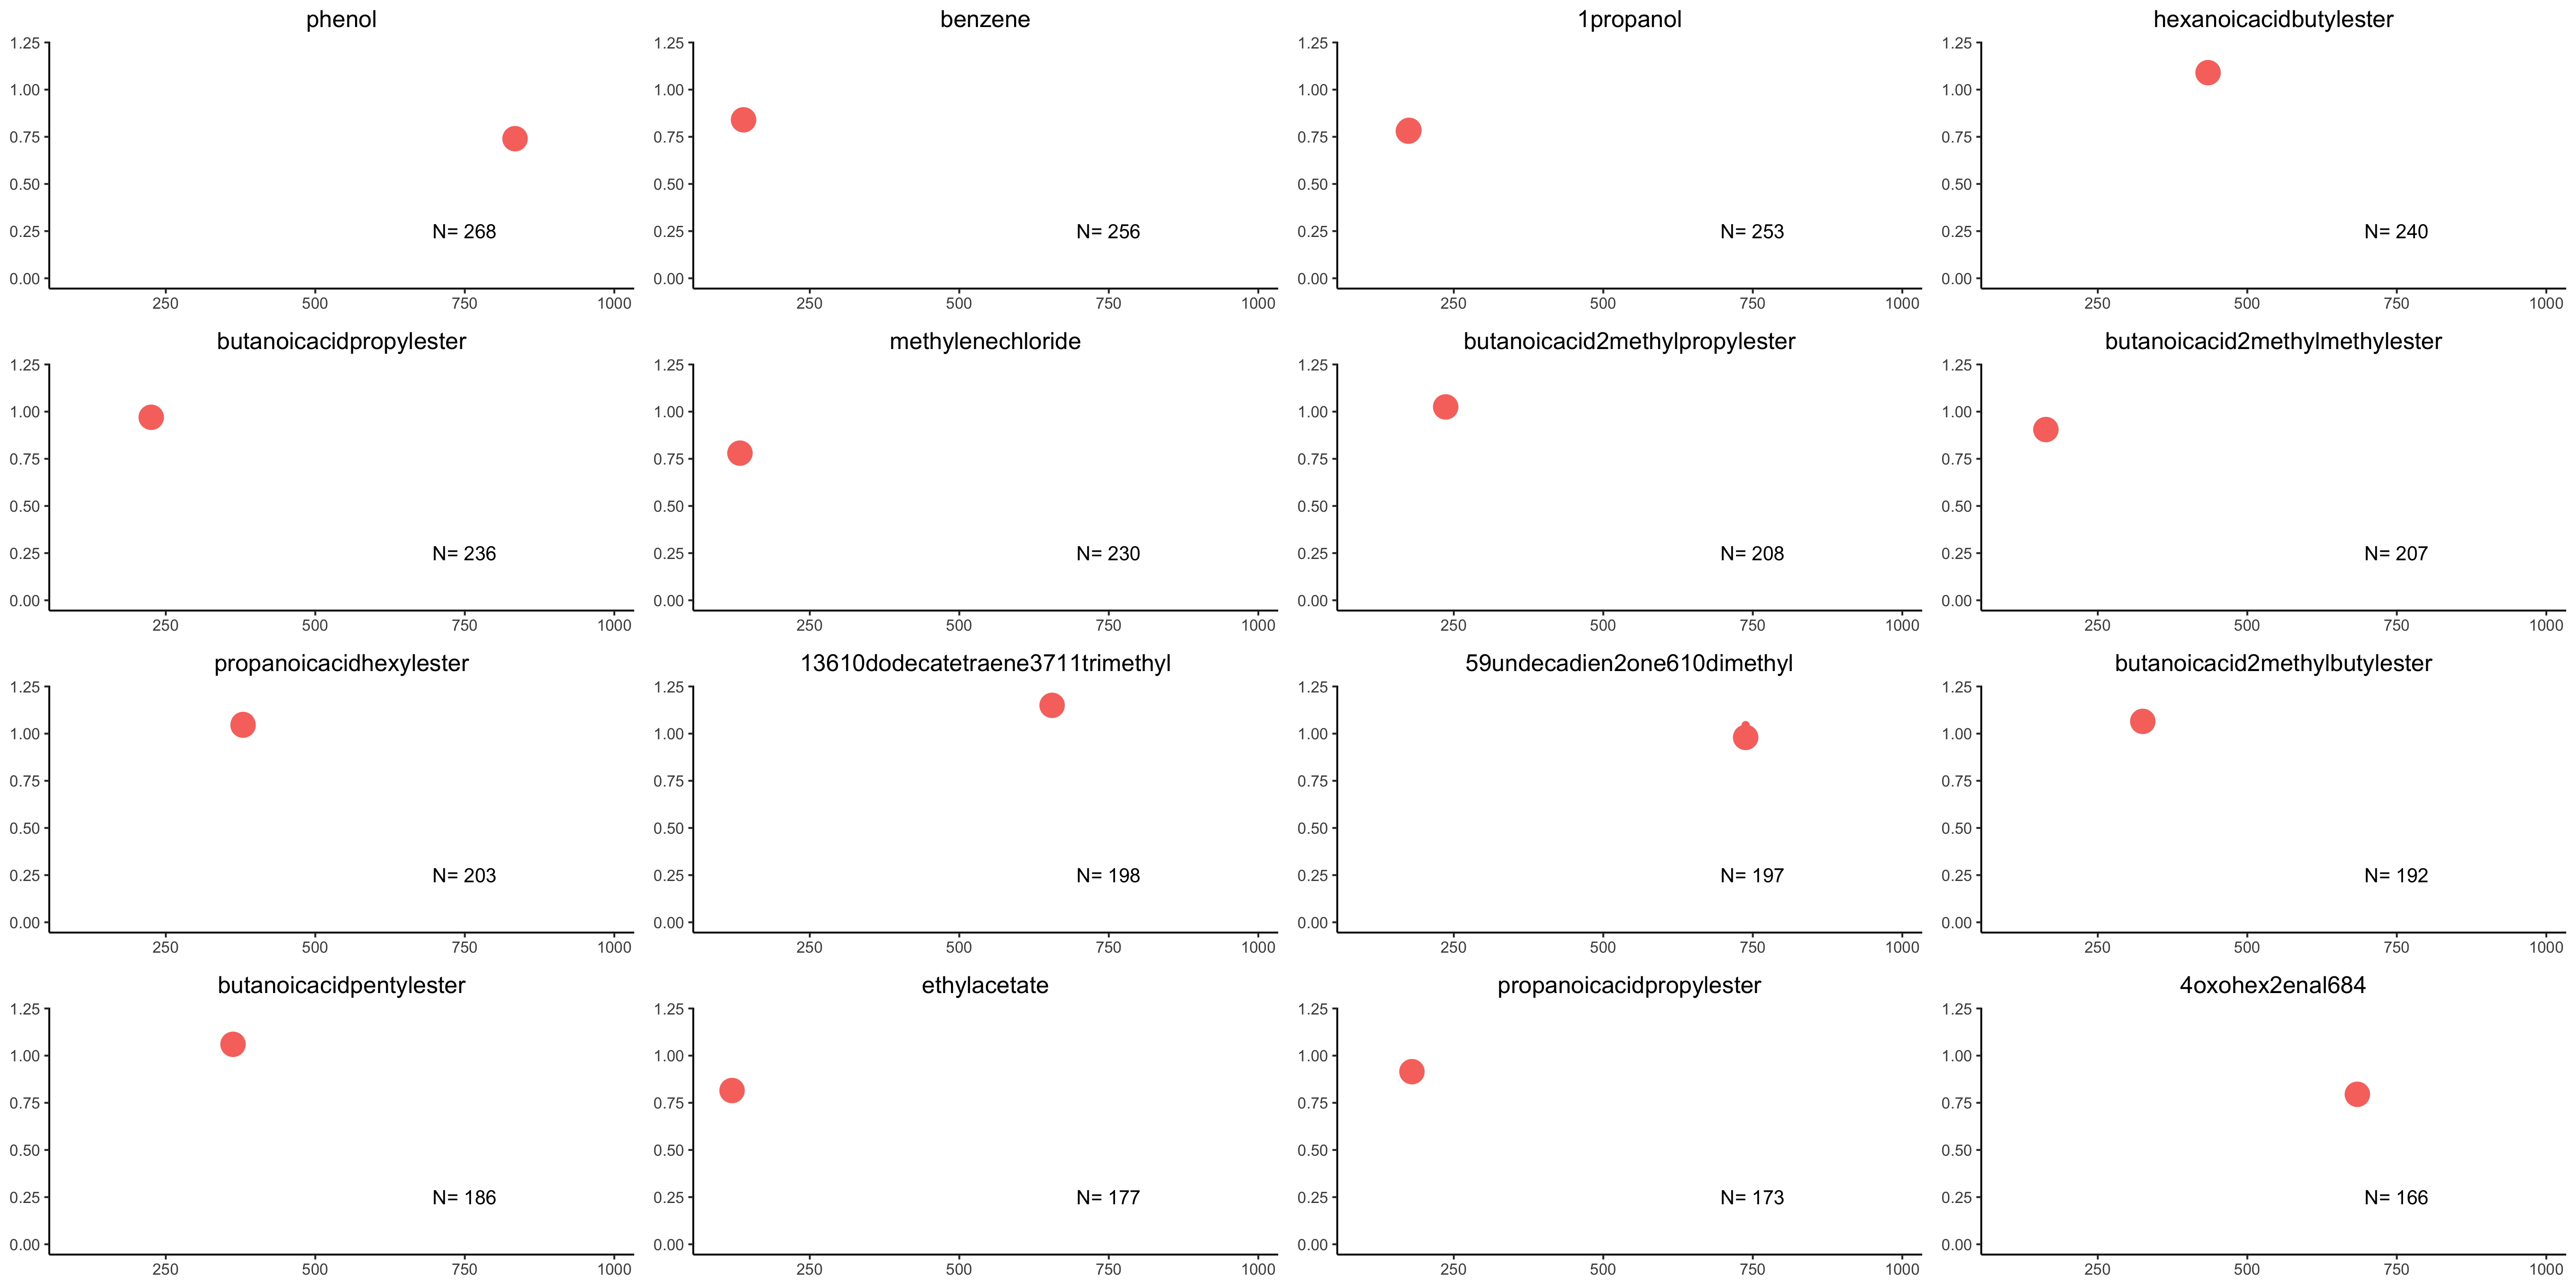 phenol
1.25
1.00
0.75
0.50
0.25
0.00
N= 268
250 500 750 1000
benzene
1.25
1.00
0.75
0.50
0.25
0.00
N= 256
250 500 750 1000
1propanol
1.25
1.00
0.75
0.50
0.25
0.00
N= 253
250 500 750 1000
hexanoicacidbutylester
1.25
1.00
0.75
0.50
0.25
0.00
N= 240
250 500 750 1000
butanoicacidpropylester
1.25
1.00
0.75
0.50
0.25
0.00
N= 236
250 500 750 1000
methylenechloride
1.25
1.00
0.75
0.50
0.25
0.00
N= 230
250 500 750 1000
butanoicacid2methylpropylester
1.25
1.00
0.75
0.50
0.25
0.00
N= 208
250 500 750 1000
butanoicacid2methylmethylester
1.25
1.00
0.75
0.50
0.25
0.00
N= 207
250 500 750 1000
propanoicacidhexylester
1.25
1.00
0.75
0.50
0.25
0.00
N= 203
250 500 750 1000
13610dodecatetraene3711trimethyl
1.25
1.00
0.75
0.50
0.25
0.00
N= 198
250 500 750 1000
59undecadien2one610dimethyl
1.25
1.00
0.75
0.50
0.25
0.00
N= 197
250 500 750 1000
butanoicacid2methylbutylester
1.25
1.00
0.75
0.50
0.25
0.00
N= 192
250 500 750 1000
butanoicacidpentylester
1.25
1.00
0.75
0.50
0.25
0.00
N= 186
250 500 750 1000
ethylacetate
1.25
1.00
0.75
0.50
0.25
0.00
N= 177
250 500 750 1000
propanoicacidpropylester
1.25
1.00
0.75
0.50
0.25
0.00
N= 173
250 500 750 1000
4oxohex2enal684
1.25
1.00
0.75
0.50
0.25
0.00
N= 166
250 500 750 1000